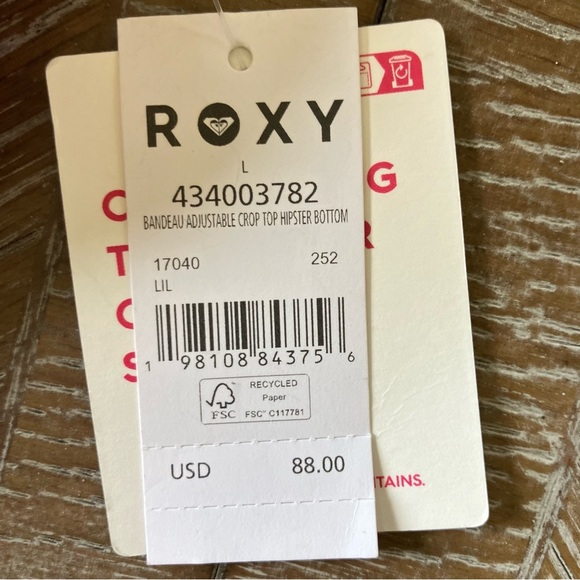 ROXY
L
434003782
BANDEAU ADJUSTABLE CROP TOP HIPSTER BOTTOM
17040 252
LIL
1 98108 84375 6
RECYCLED
Paper
FSC
FSC™ C117781
USD 88.00
TAINS.